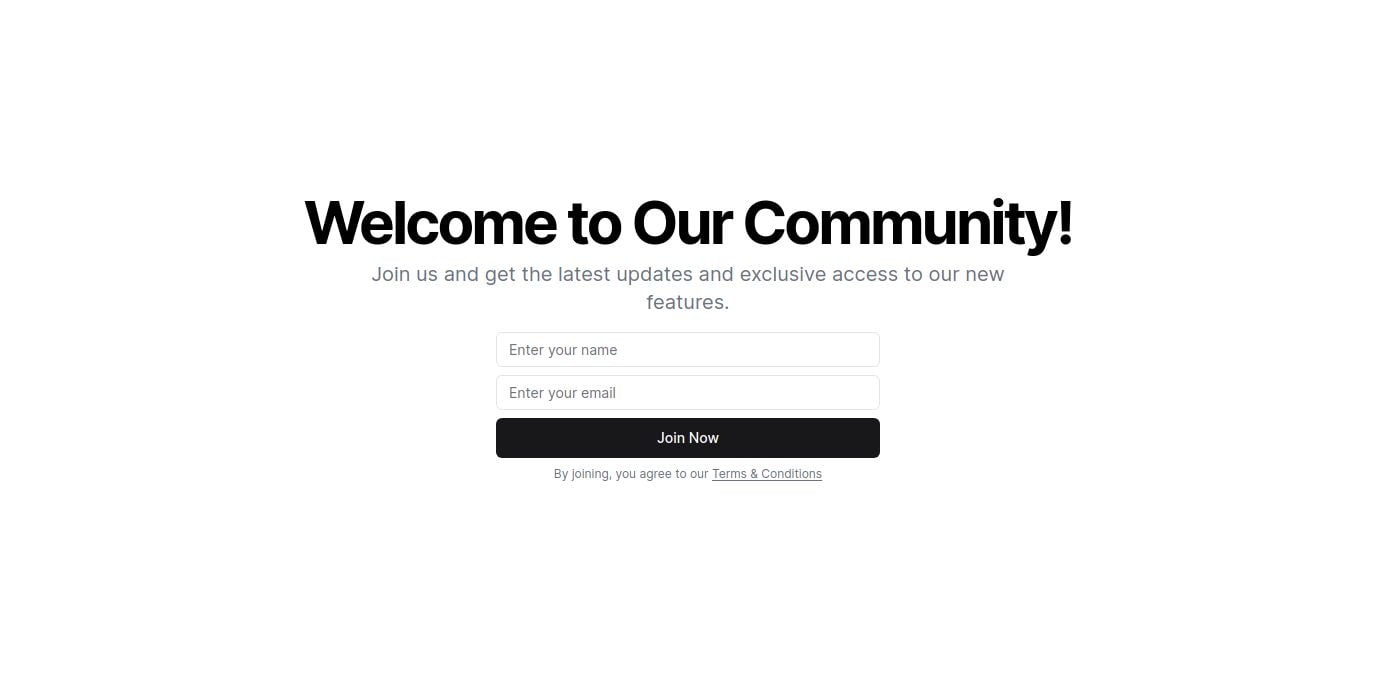 Welcome to Our Community!
Join us and get the latest updates and exclusive access to our new
features.
Enter your name
Enter your email
Join Now
By joining, you agree to our Terms & Conditions